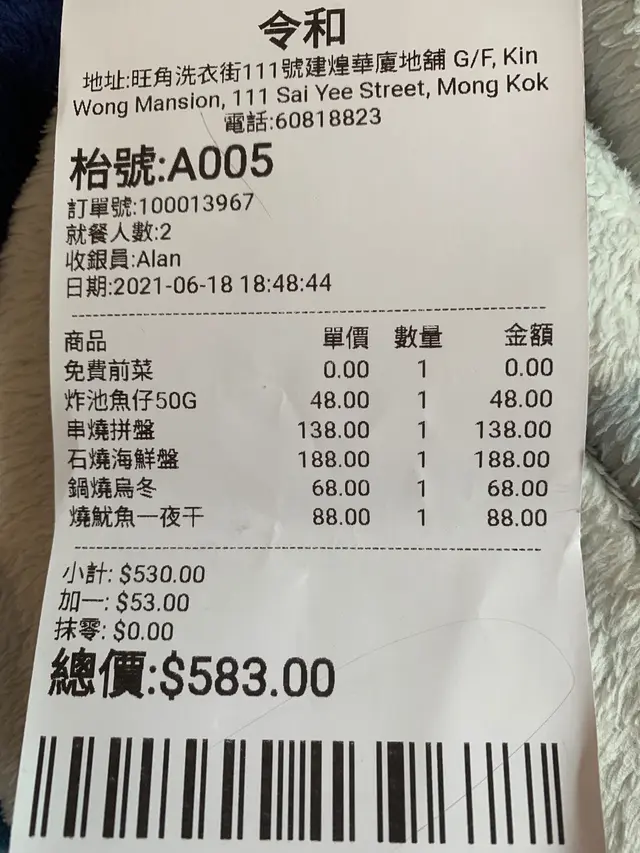 令和
地址:旺角洗衣街111號建煌華廈地舖 G/F, Kin
Wong Mansion, 111 Sai Yee Street, Mong Kok
電話:60818823
枱號:A005
訂單號:100013967
就餐人數:2
收銀員:Alan
日期:2021-06-18 18:48:44
商品 單價 數量 金額
免費前菜 0.00 1 0.00
炸池魚仔50G 48.00 1 48.00
串燒拼盤 138.00 1 138.00
石燒海鮮盤 188.00 1 188.00
鍋燒烏冬 68.00 1 68.00
燒魷魚一夜干 88.00 1 88.00
小計: $530.00
加一: $53.00
抹零: $0.00
總價:$583.00